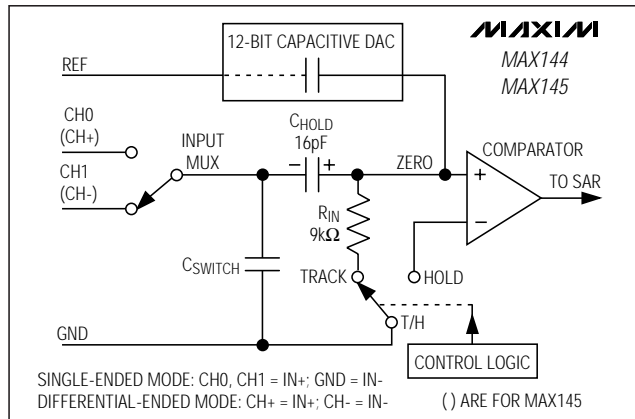 12-BIT CAPACITIVE DAC
MAXIM
MAX144
MAX145
REF
CH0
(CH+)
CH1
(CH-)
INPUT
MUX
CHOLD
16pF
ZERO
COMPARATOR
+
−
TO SAR
− +
RIN
9kΩ
CSWITCH
TRACK
HOLD
T/H
GND
CONTROL LOGIC
SINGLE-ENDED MODE: CH0, CH1 = IN+; GND = IN-
DIFFERENTIAL-ENDED MODE: CH+ = IN+; CH- = IN-
( ) ARE FOR MAX145